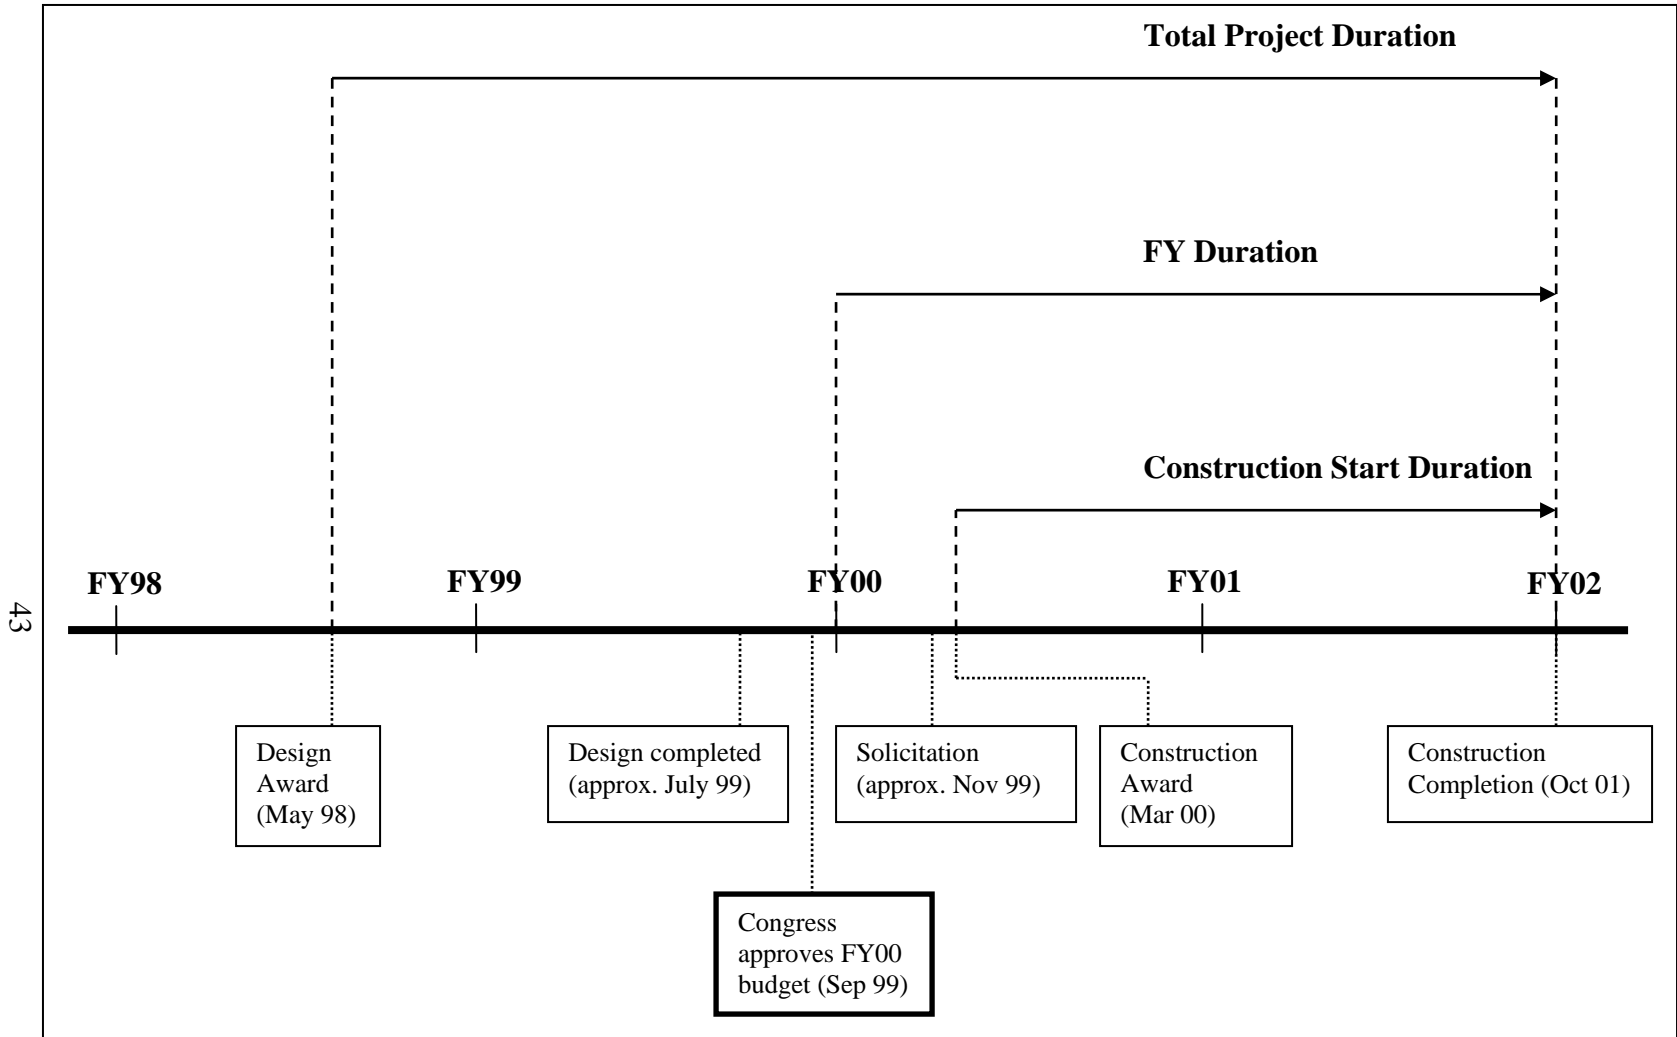 Total Project Duration
FY Duration
Construction Start Duration
FY98
FY99
FY00
FY01
FY02
43
Design
Award
(May 98)
Design completed
(approx. July 99)
Solicitation
(approx. Nov 99)
Construction
Award
(Mar 00)
Construction
Completion (Oct 01)
Congress
approves FY00
budget (Sep 99)